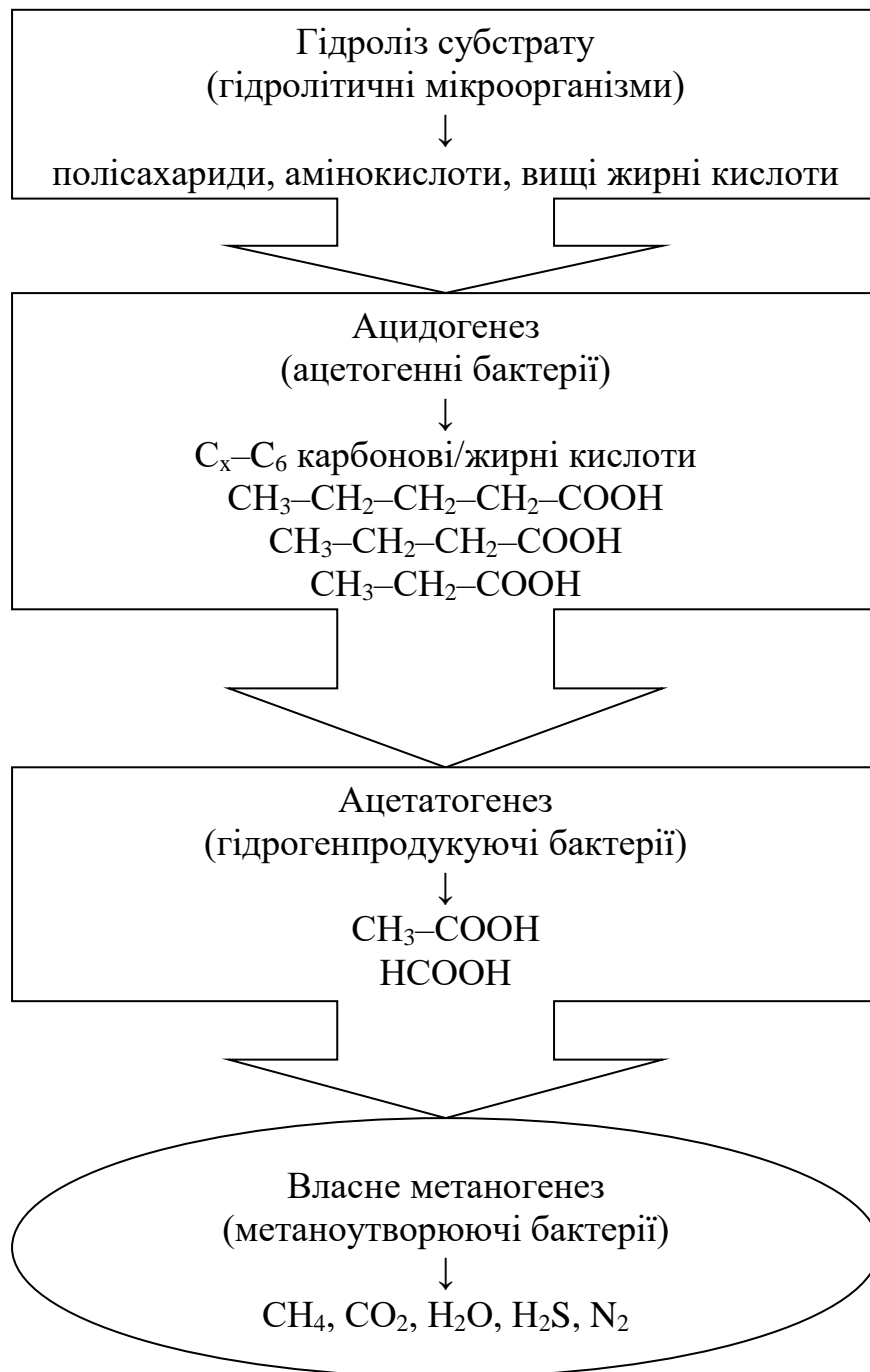 Гідроліз субстрату
(гідролітичні мікроорганізми)
↓
полісахариди, амінокислоти, вищі жирні кислоти
Ацидогенез
(ацетогенні бактерії)
↓
Cₓ–C₆ карбонові/жирні кислоти
CH₃–CH₂–CH₂–CH₂–COOH
CH₃–CH₂–CH₂–COOH
CH₃–CH₂–COOH
Ацетатогенез
(гідрогенпродукуючі бактерії)
↓
CH₃–COOH
HCOOH
Власне метаногенез
(метаноутворюючі бактерії)
↓
CH₄, CO₂, H₂O, H₂S, N₂